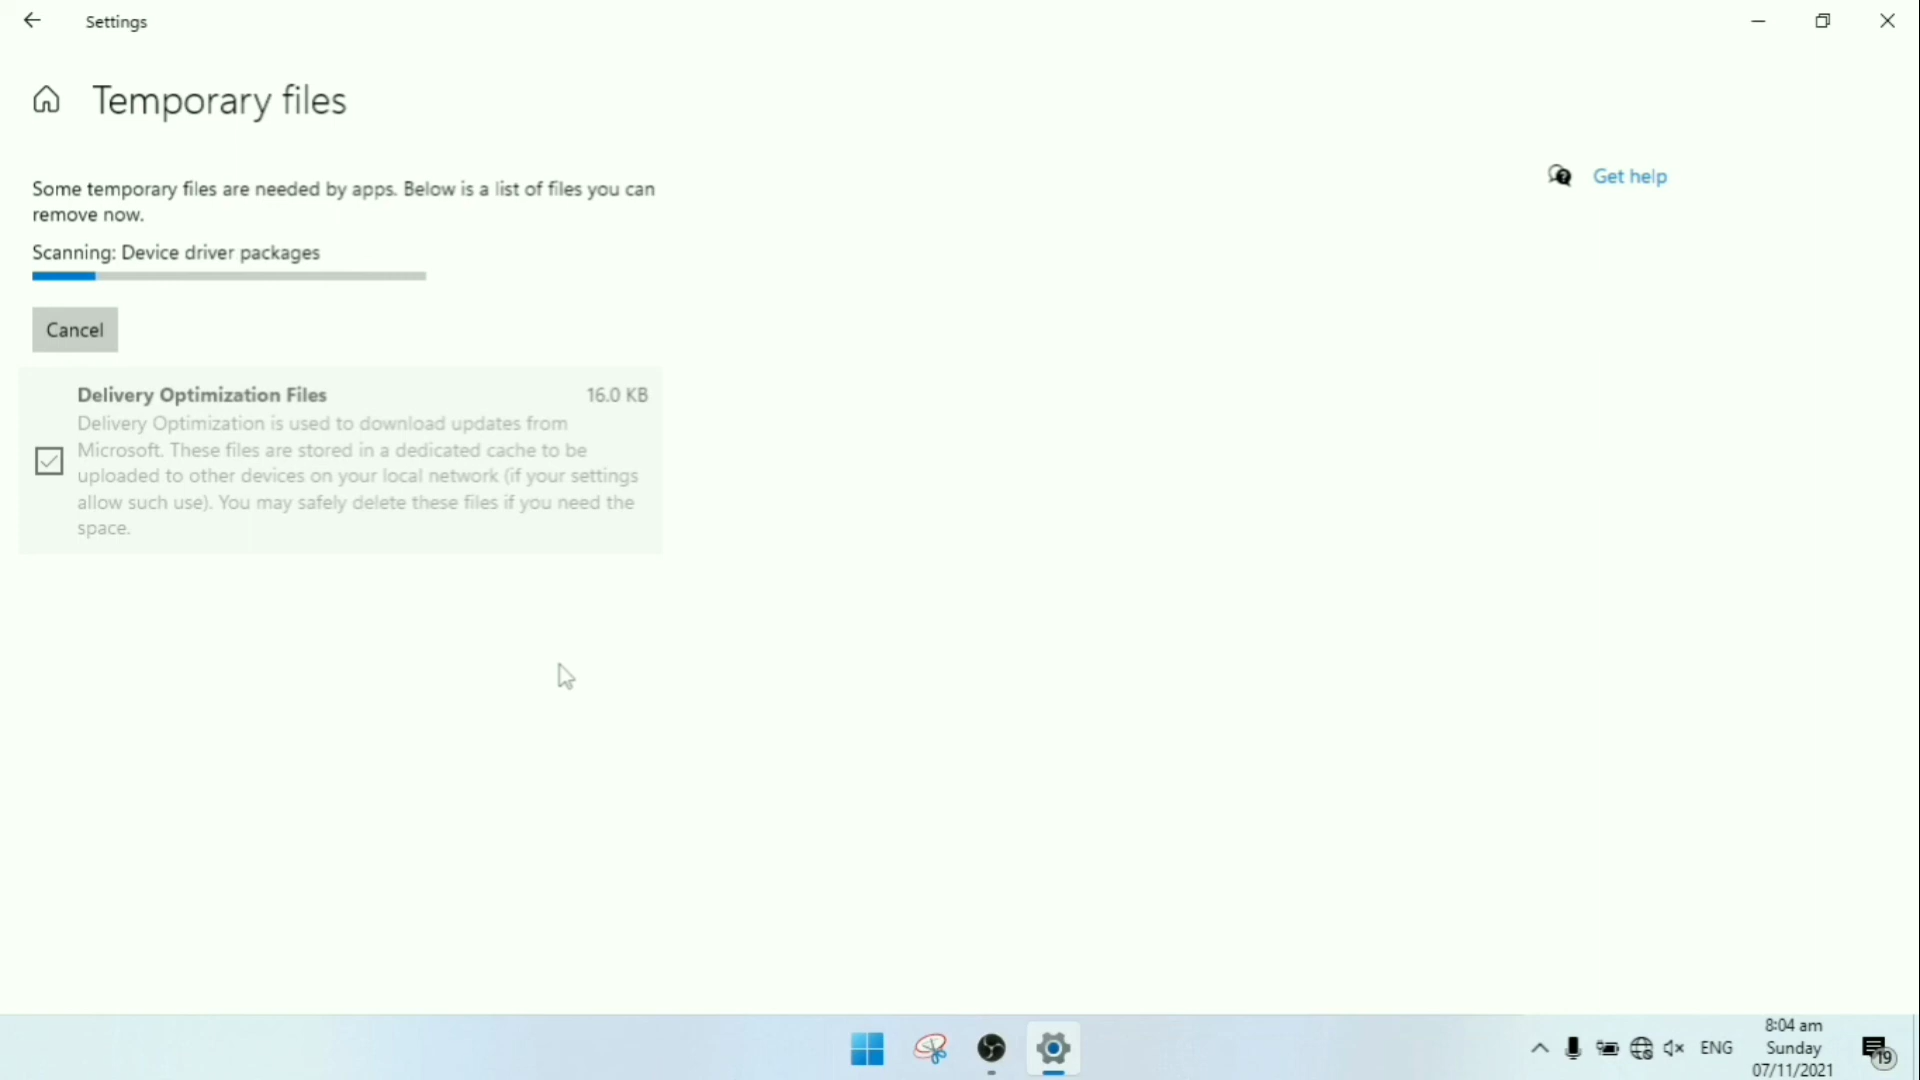 Settings
Temporary files
Some temporary files are needed by apps. Below is a list of files you can
remove now.
Get help
Scanning: Device driver packages
Cancel
Delivery Optimization Files 16.0 KB
Delivery Optimization is used to download updates from
Microsoft. These files are stored in a dedicated cache to be
uploaded to other devices on your local network (if your settings
allow such use). You may safely delete these files if you need the
space.
8:04 am
ENG Sunday
07/11/2021
19